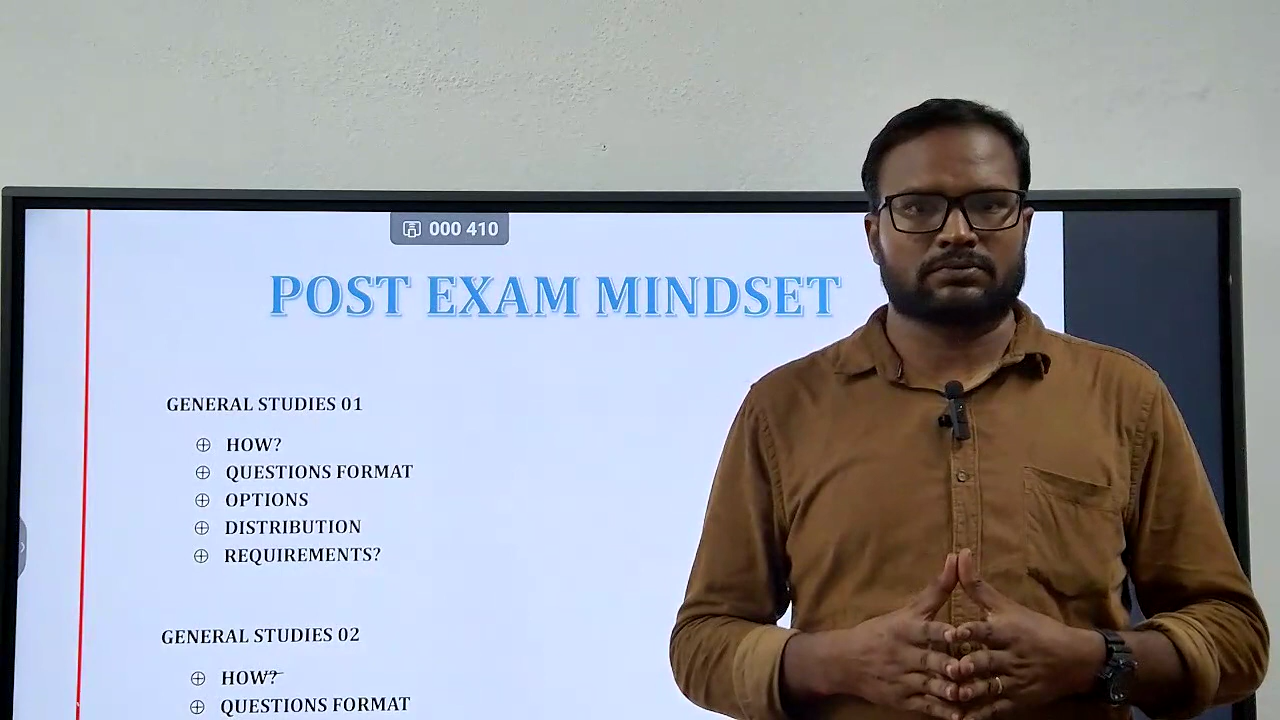 000 410
POST EXAM MINDSET
GENERAL STUDIES 01
⊕ HOW?
⊕ QUESTIONS FORMAT
⊕ OPTIONS
⊕ DISTRIBUTION
⊕ REQUIREMENTS?
GENERAL STUDIES 02
⊕ HOW?
⊕ QUESTIONS FORMAT